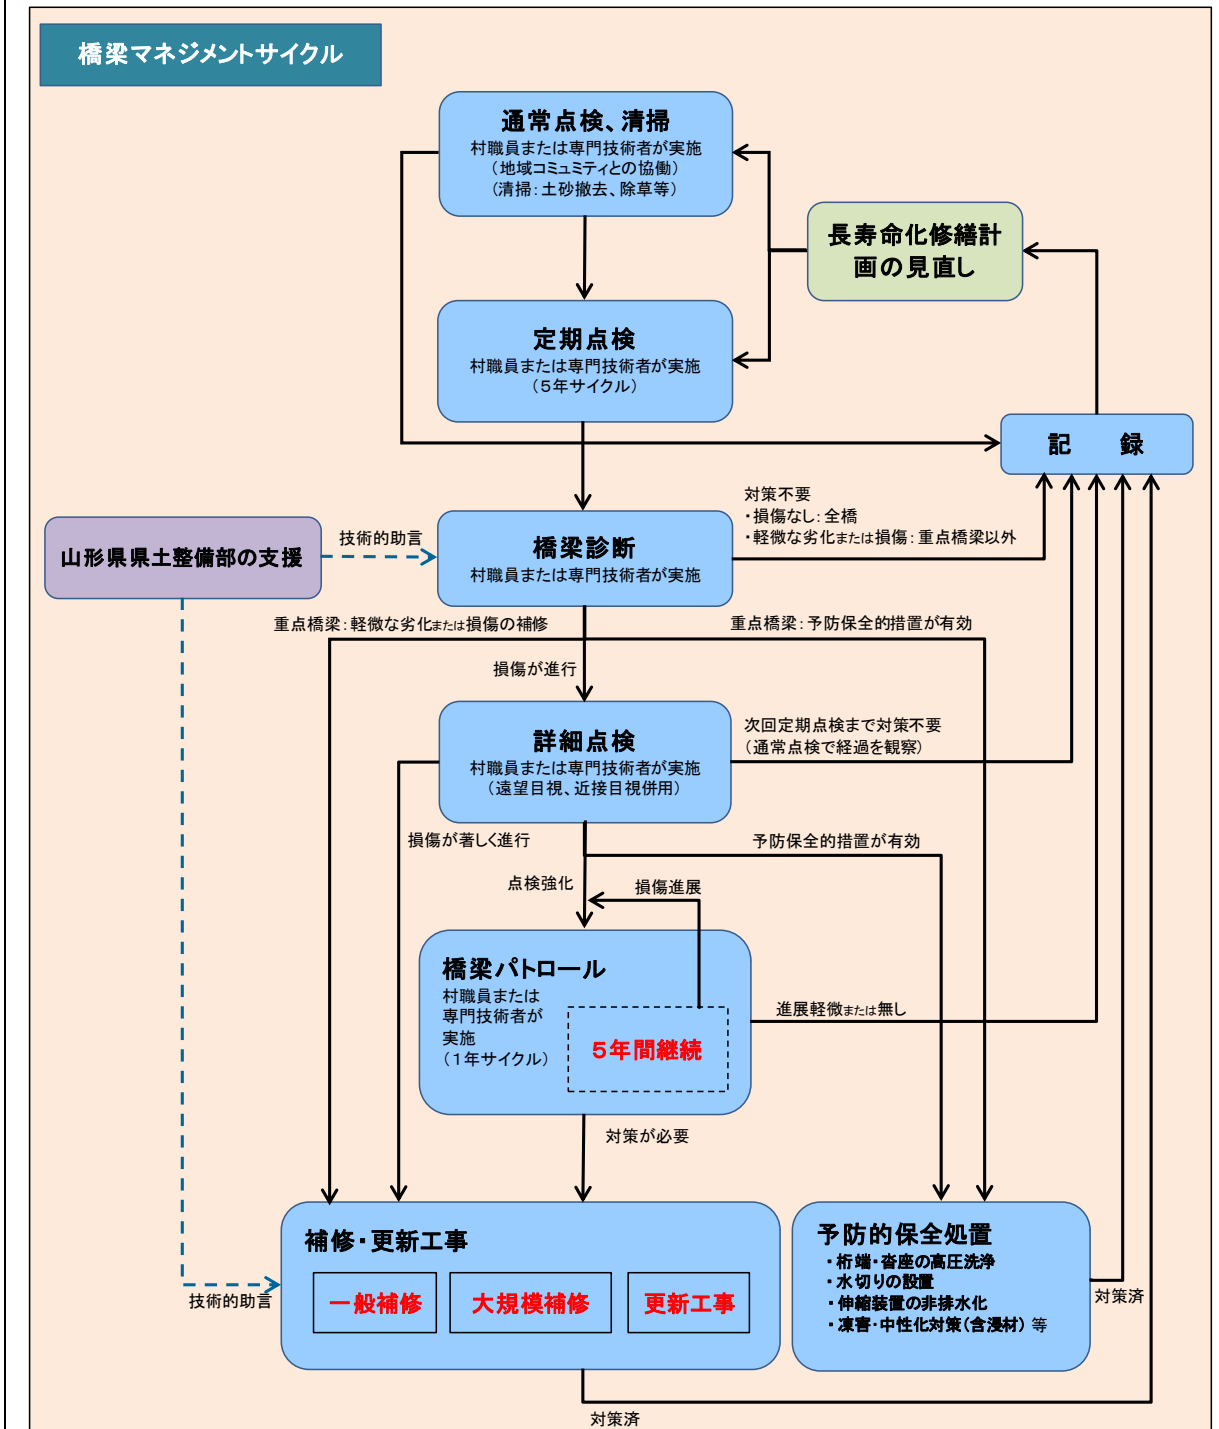 橋梁マネジメントサイクル
通常点検、清掃
村職員または専門技術者が実施
（地域コミュミティとの協働）
（清掃：土砂撤去、除草等）
長寿命化修繕計
画の見直し
定期点検
村職員または専門技術者が実施
（５年サイクル）
記　録
対策不要
・損傷なし：全橋
・軽微な劣化または損傷：重点橋梁以外
山形県県土整備部の支援
技術的助言
橋梁診断
村職員または専門技術者が実施
重点橋梁：軽微な劣化または損傷の補修
重点橋梁：予防保全的措置が有効
損傷が進行
詳細点検
村職員または専門技術者が実施
（遠望目視、近接目視併用）
次回定期点検まで対策不要
（通常点検で経過を観察）
損傷が著しく進行
予防保全的措置が有効
点検強化
損傷進展
橋梁パトロール
村職員または
専門技術者が
実施
（１年サイクル）
５年間継続
進展軽微または無し
対策が必要
補修・更新工事
一般補修
大規模補修
更新工事
技術的助言
予防的保全処置
・桁端・沓座の高圧洗浄
・水切りの設置
・伸縮装置の非排水化
・凍害・中性化対策（含浸材）等
対策済
対策済